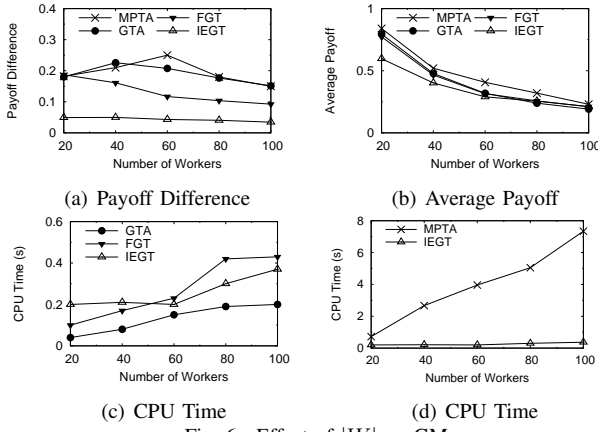 0.4
0.3
0.2
0.1
0
Payoff Difference
MPTA
GTA
FGT
IEGT
20 40 60 80 100
Number of Workers
(a) Payoff Difference
1
0.5
0
Average Payoff
MPTA
GTA
FGT
IEGT
20 40 60 80 100
Number of Workers
(b) Average Payoff
0.6
0.4
0.2
0
CPU Time (s)
GTA
FGT
IEGT
20 40 60 80 100
Number of Workers
(c) CPU Time
8
6
4
2
0
CPU Time (s)
MPTA
IEGT
20 40 60 80 100
Number of Workers
(d) CPU Time